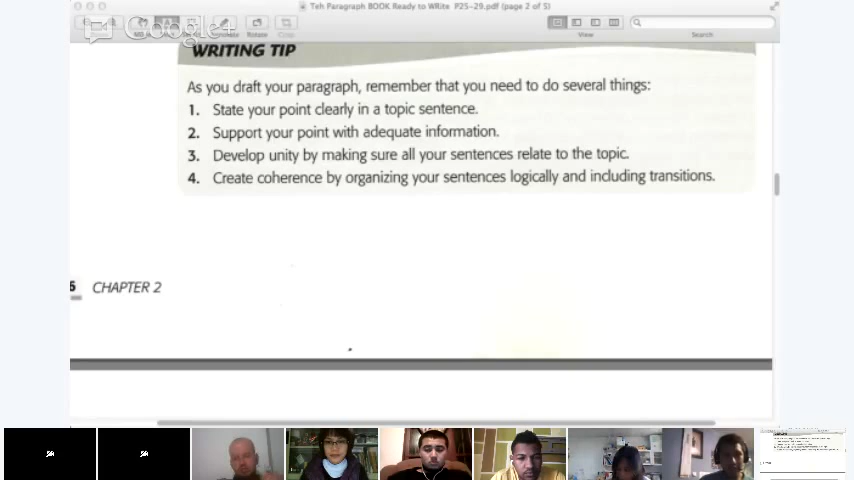 Teh Paragraph BOOK Ready to WRite P25-29.pdf (page 2 of 5)
Google+
Rotate
View
Search
WRITING TIP
As you draft your paragraph, remember that you need to do several things:
1. State your point clearly in a topic sentence.
2. Support your point with adequate information.
3. Develop unity by making sure all your sentences relate to the topic.
4. Create coherence by organizing your sentences logically and including transitions.
6 CHAPTER 2